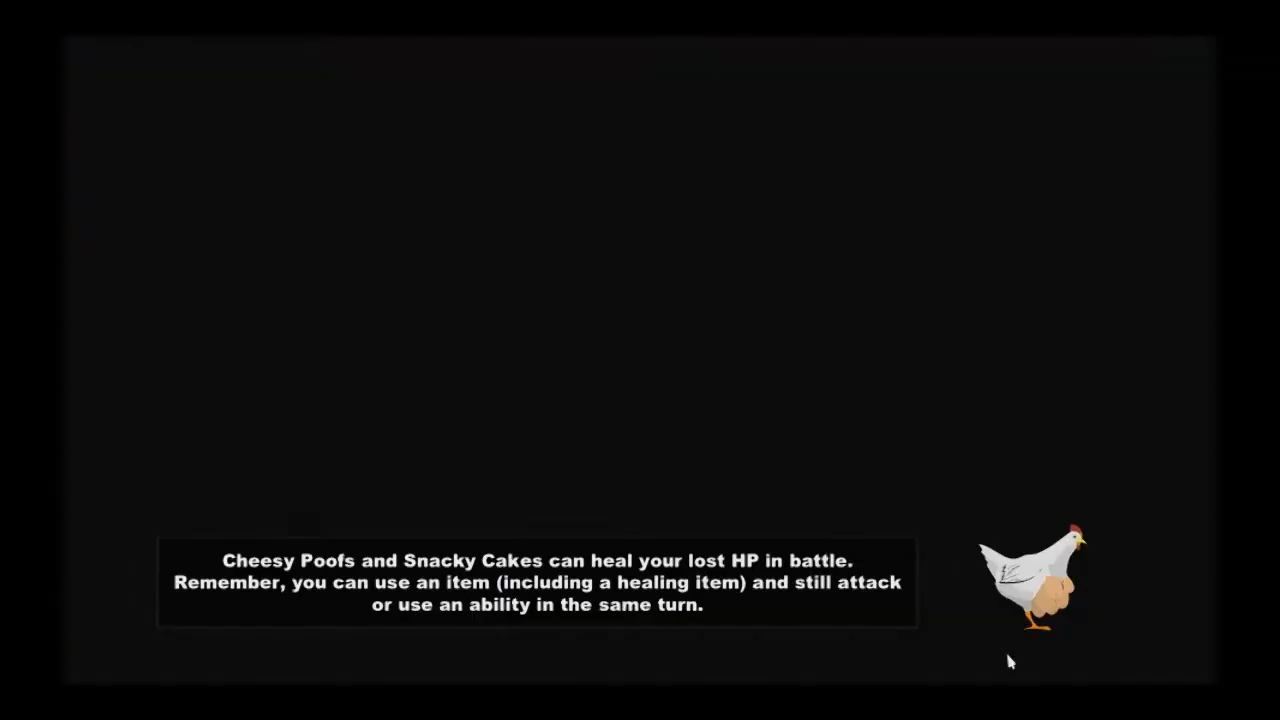 Cheesy Poofs and Snacky Cakes can heal your lost HP in battle.
Remember, you can use an item (including a healing item) and still attack
or use an ability in the same turn.